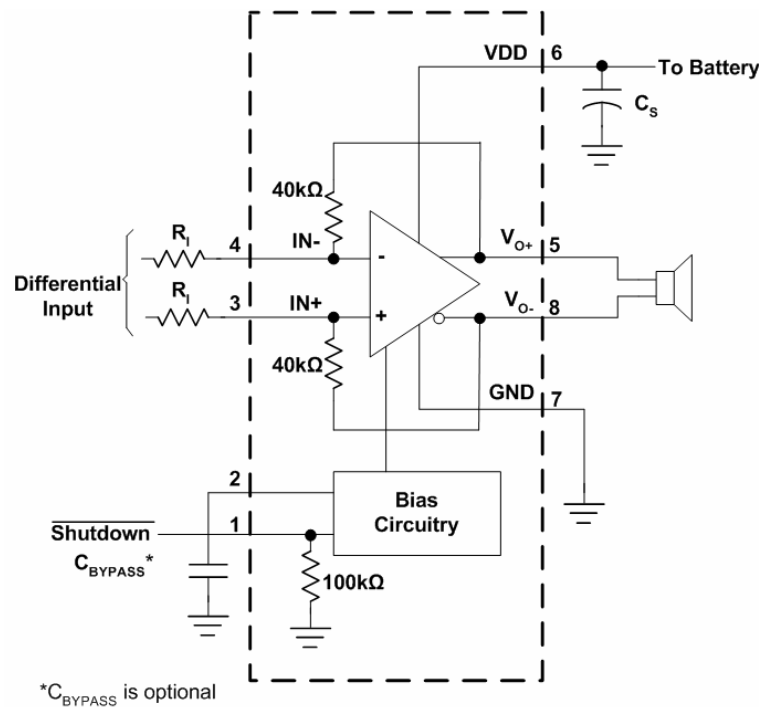 VDD 6
To Battery
C_S
40kΩ
R_I 4 IN-
V_O+ 5
-
Differential
Input
R_I 3 IN+
+
V_O- 8
40kΩ
GND 7
2
Bias
Circuitry
Shutdown 1
C_BYPASS*
100kΩ
*C_BYPASS is optional